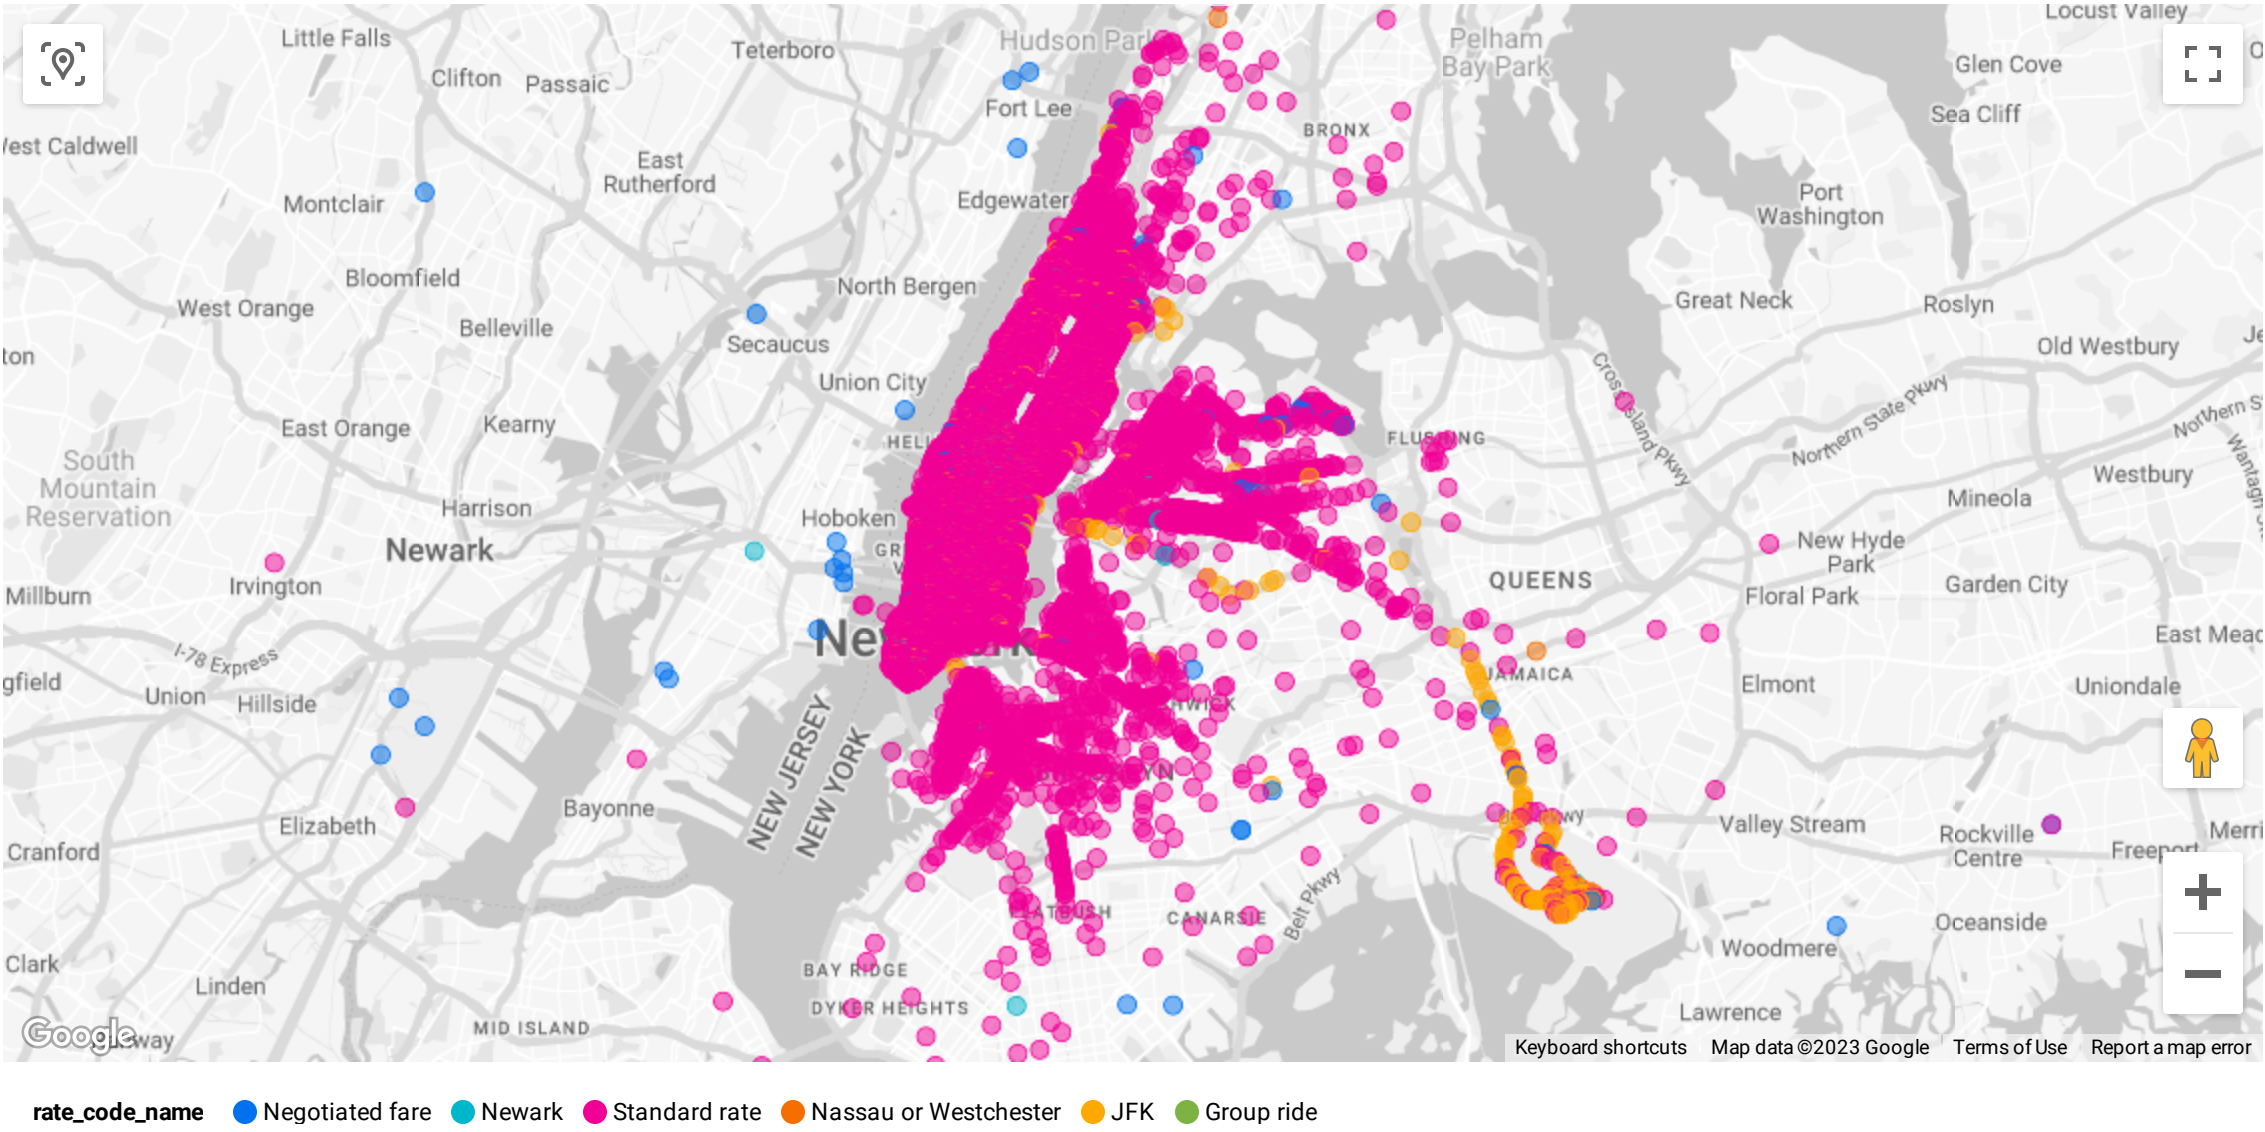 Locust Valley
Little Falls
Hudson Park
Teterboro
Pelham
Bay Park
Clifton
Passaic
Glen Cove
Fort Lee
Sea Cliff
BRONX
West Caldwell
East
Rutherford
Montclair
Edgewater
Port
Washington
Bloomfield
North Bergen
West Orange
Great Neck
Roslyn
Belleville
Secaucus
Old Westbury
Union City
Cross Island Pkwy
Northern State Pkwy
East Orange
Kearny
FLUSHING
South
Mountain
Reservation
Westbury
Harrison
Mineola
Hoboken
Newark
New Hyde
Park
QUEENS
Irvington
Garden City
Millburn
Floral Park
I-78 Express
Union
Hillside
JAMAICA
Elmont
Uniondale
NEW JERSEY
NEW YORK
Bayonne
Elizabeth
Valley Stream
Rockville
Centre
Freeport
Cranford
FLATBUSH
CANARSIE
Belt Pkwy
Oceanside
Woodmere
Clark
BAY RIDGE
Linden
DYKER HEIGHTS
MID ISLAND
Lawrence
Google
Keyboard shortcuts Map data ©2023 Google Terms of Use Report a map error
rate_code_name Negotiated fare Newark Standard rate Nassau or Westchester JFK Group ride